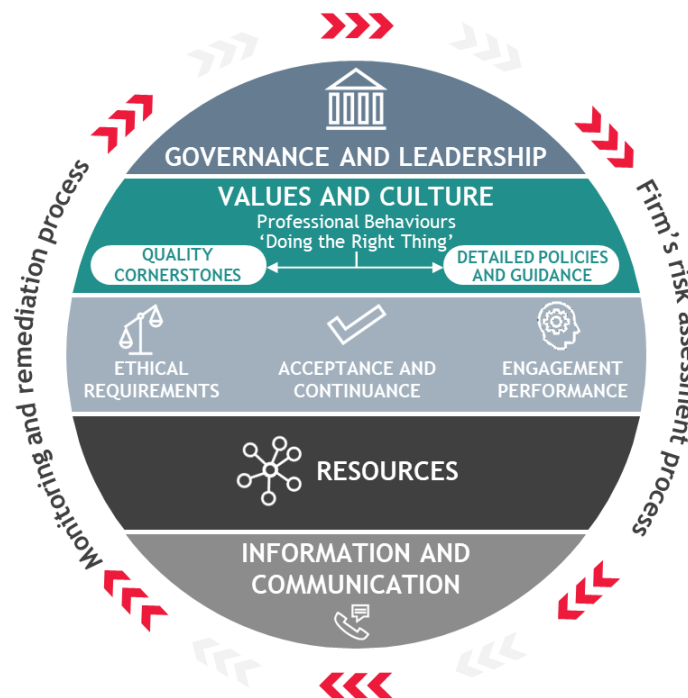 GOVERNANCE AND LEADERSHIP
VALUES AND CULTURE
Professional Behaviours
‘Doing the Right Thing’
QUALITY
CORNERSTONES
DETAILED POLICIES
AND GUIDANCE
ETHICAL
REQUIREMENTS
ACCEPTANCE AND
CONTINUANCE
ENGAGEMENT
PERFORMANCE
RESOURCES
INFORMATION AND
COMMUNICATION
Monitoring and remediation process
Firm’s risk assessment process